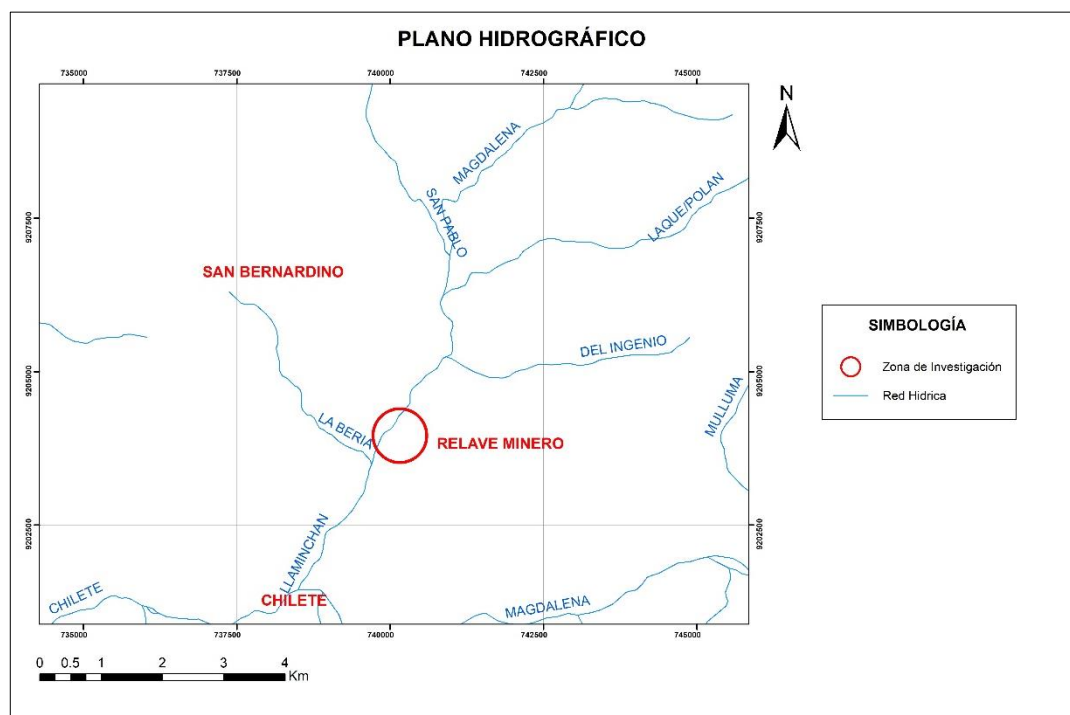 PLANO HIDROGRÁFICO
735000 737500 740000 742500 745000
N
MAGDALENA
SAN PABLO
LAQUE/POLAN
9207500 9207500
SAN BERNARDINO
DEL INGENIO
9205000 9205000
MULLUMA
LA BERIA
RELAVE MINERO
9202500 9202500
LLAMINCHAN
CHILETE
CHILETE
MAGDALENA
735000 737500 740000 742500 745000
0 0.5 1 2 3 4
Km
SIMBOLOGÍA
Zona de Investigación
Red Hídrica